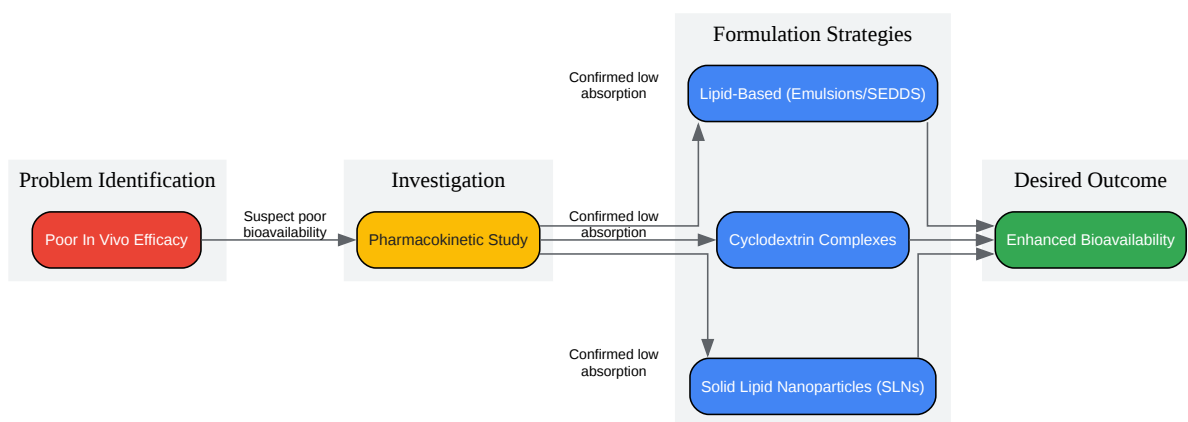 Formulation Strategies
Confirmed low
absorption
Lipid-Based (Emulsions/SEDDS)
Problem Identification
Investigation
Desired Outcome
Suspect poor
bioavailability
Confirmed low
absorption
Poor In Vivo Efficacy
Pharmacokinetic Study
Cyclodextrin Complexes
Enhanced Bioavailability
Confirmed low
absorption
Solid Lipid Nanoparticles (SLNs)